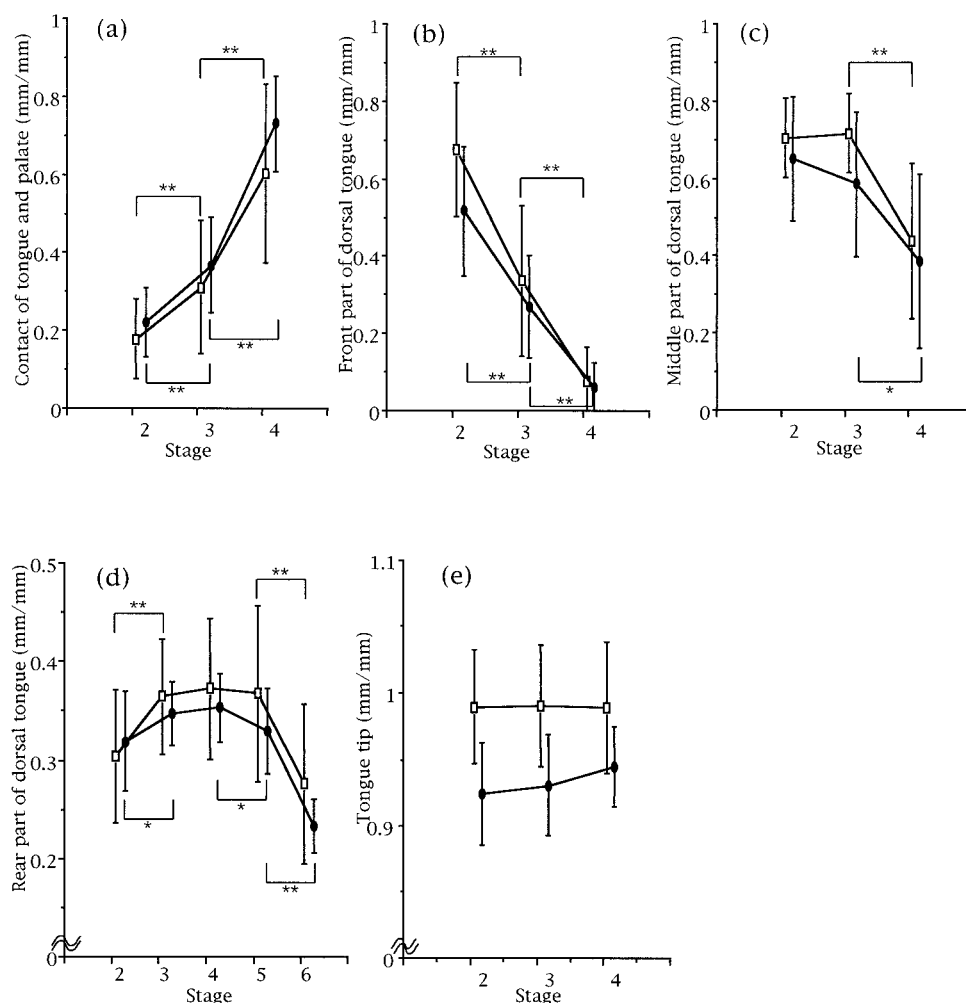 (a)
Contact of tongue and palate (mm/mm)
1
0.8
0.6
0.4
0.2
0
**
**
**
**
2 3 4
Stage
(b)
Front part of dorsal tongue (mm/mm)
1
0.8
0.6
0.4
0.2
0
**
**
**
**
2 3 4
Stage
(c)
Middle part of dorsal tongue (mm/mm)
1
0.8
0.6
0.4
0.2
0
**
*
2 3 4
Stage
(d)
Rear part of dorsal tongue (mm/mm)
0.5
0.4
0.3
0.2
0
**
**
*
*
**
2 3 4 5 6
Stage
(e)
Tongue tip (mm/mm)
1.1
1
0.9
0
2 3 4
Stage